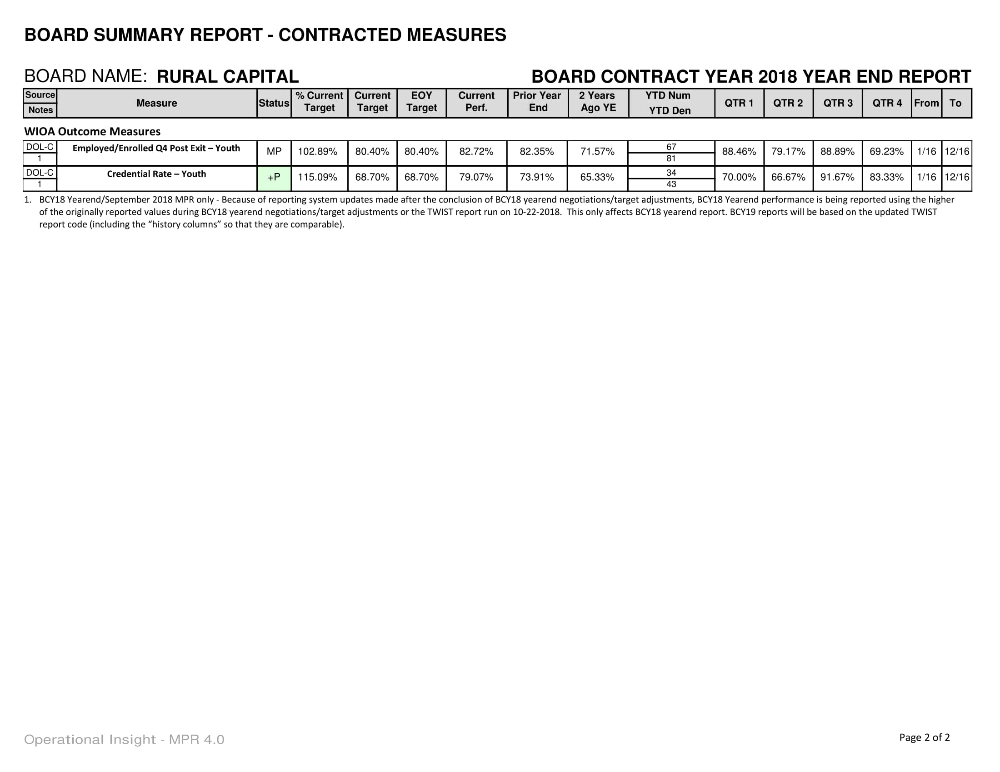 BOARD SUMMARY REPORT - CONTRACTED MEASURES
BOARD NAME: RURAL CAPITAL BOARD CONTRACT YEAR 2018 YEAR END REPORT
Source Notes Measure Status % Current Target Current Target EOY Target Current Perf. Prior Year End 2 Years Ago YE YTD Num YTD Den QTR 1 QTR 2 QTR 3 QTR 4 From To
WIOA Outcome Measures
DOL-C 1 Employed/Enrolled Q4 Post Exit – Youth MP 102.89% 80.40% 80.40% 82.72% 82.35% 71.57% 67 81 88.46% 79.17% 88.89% 69.23% 1/16 12/16
DOL-C 1 Credential Rate – Youth +P 115.09% 68.70% 68.70% 79.07% 73.91% 65.33% 34 43 70.00% 66.67% 91.67% 83.33% 1/16 12/16
1. BCY18 Yearend/September 2018 MPR only - Because of reporting system updates made after the conclusion of BCY18 yearend negotiations/target adjustments, BCY18 Yearend performance is being reported using the higher
of the originally reported values during BCY18 yearend negotiations/target adjustments or the TWIST report run on 10-22-2018. This only affects BCY18 yearend report. BCY19 reports will be based on the updated TWIST
report code (including the “history columns” so that they are comparable).
Operational Insight - MPR 4.0
Page 2 of 2